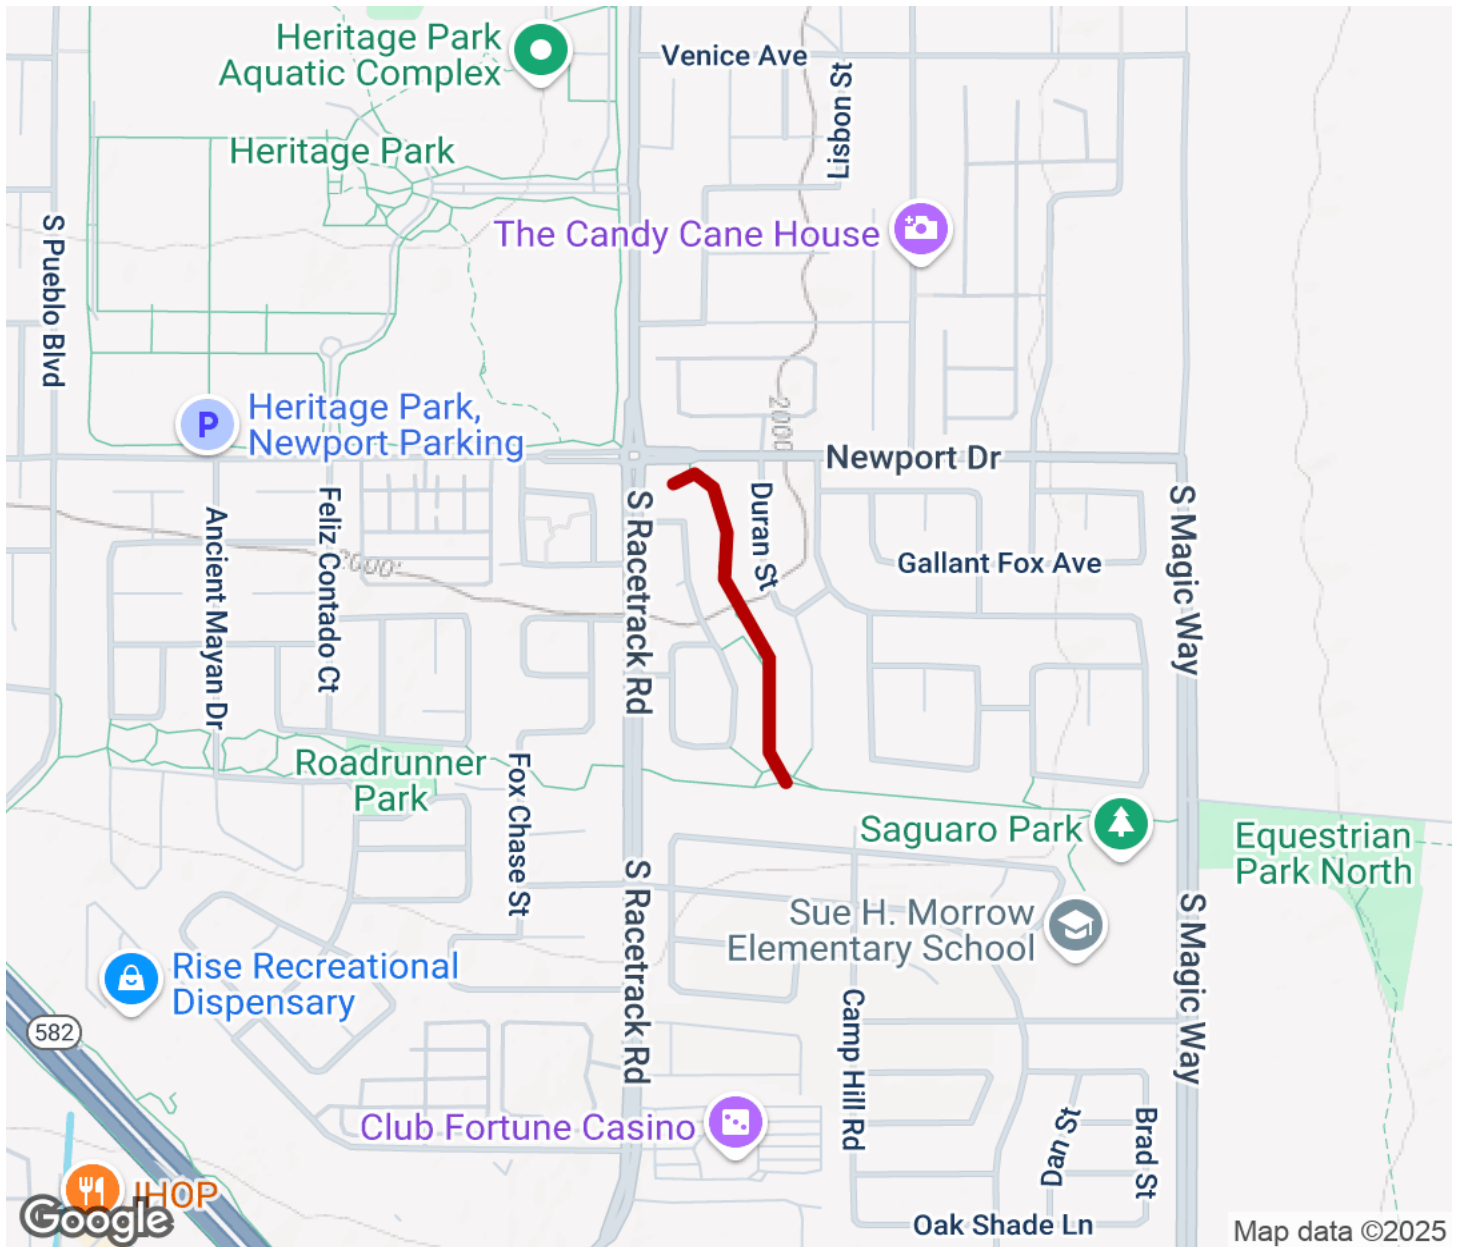 Heritage Park
Aquatic Complex
Venice Ave
Lisbon St
Heritage Park
The Candy Cane House
S Pueblo Blvd
Heritage Park,
Newport Parking
P
2000
Newport Dr
S Racetrack Rd
Duran St
S Magic Way
Ancient Mayan Dr
Feliz Contado Ct
2000'
Gallant Fox Ave
Roadrunner
Park
Fox Chase St
Saguaro Park
Equestrian
Park North
S Racetrack Rd
Sue H. Morrow
Elementary School
S Magic Way
Rise Recreational
Dispensary
582
Camp Hill Rd
Club Fortune Casino
Dawn St
Brad St
IHOP
Google
Oak Shade Ln
Map data ©2025